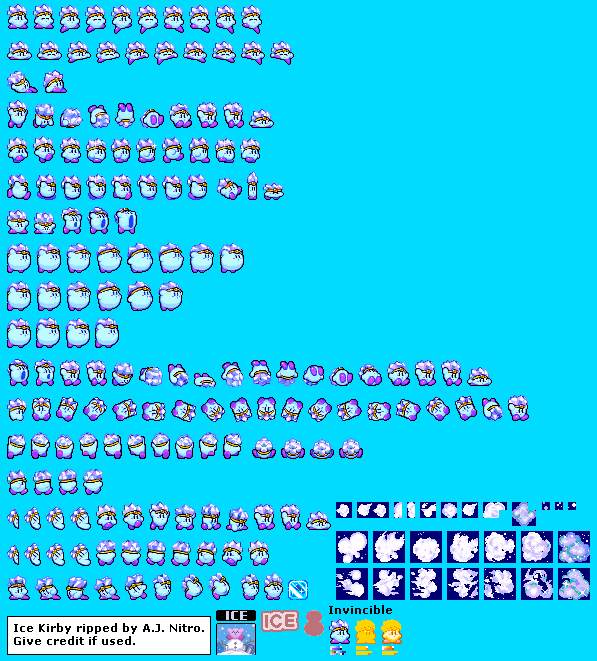 ICE
ICE
Invincible
Ice Kirby ripped by A.J. Nitro.
Give credit if used.